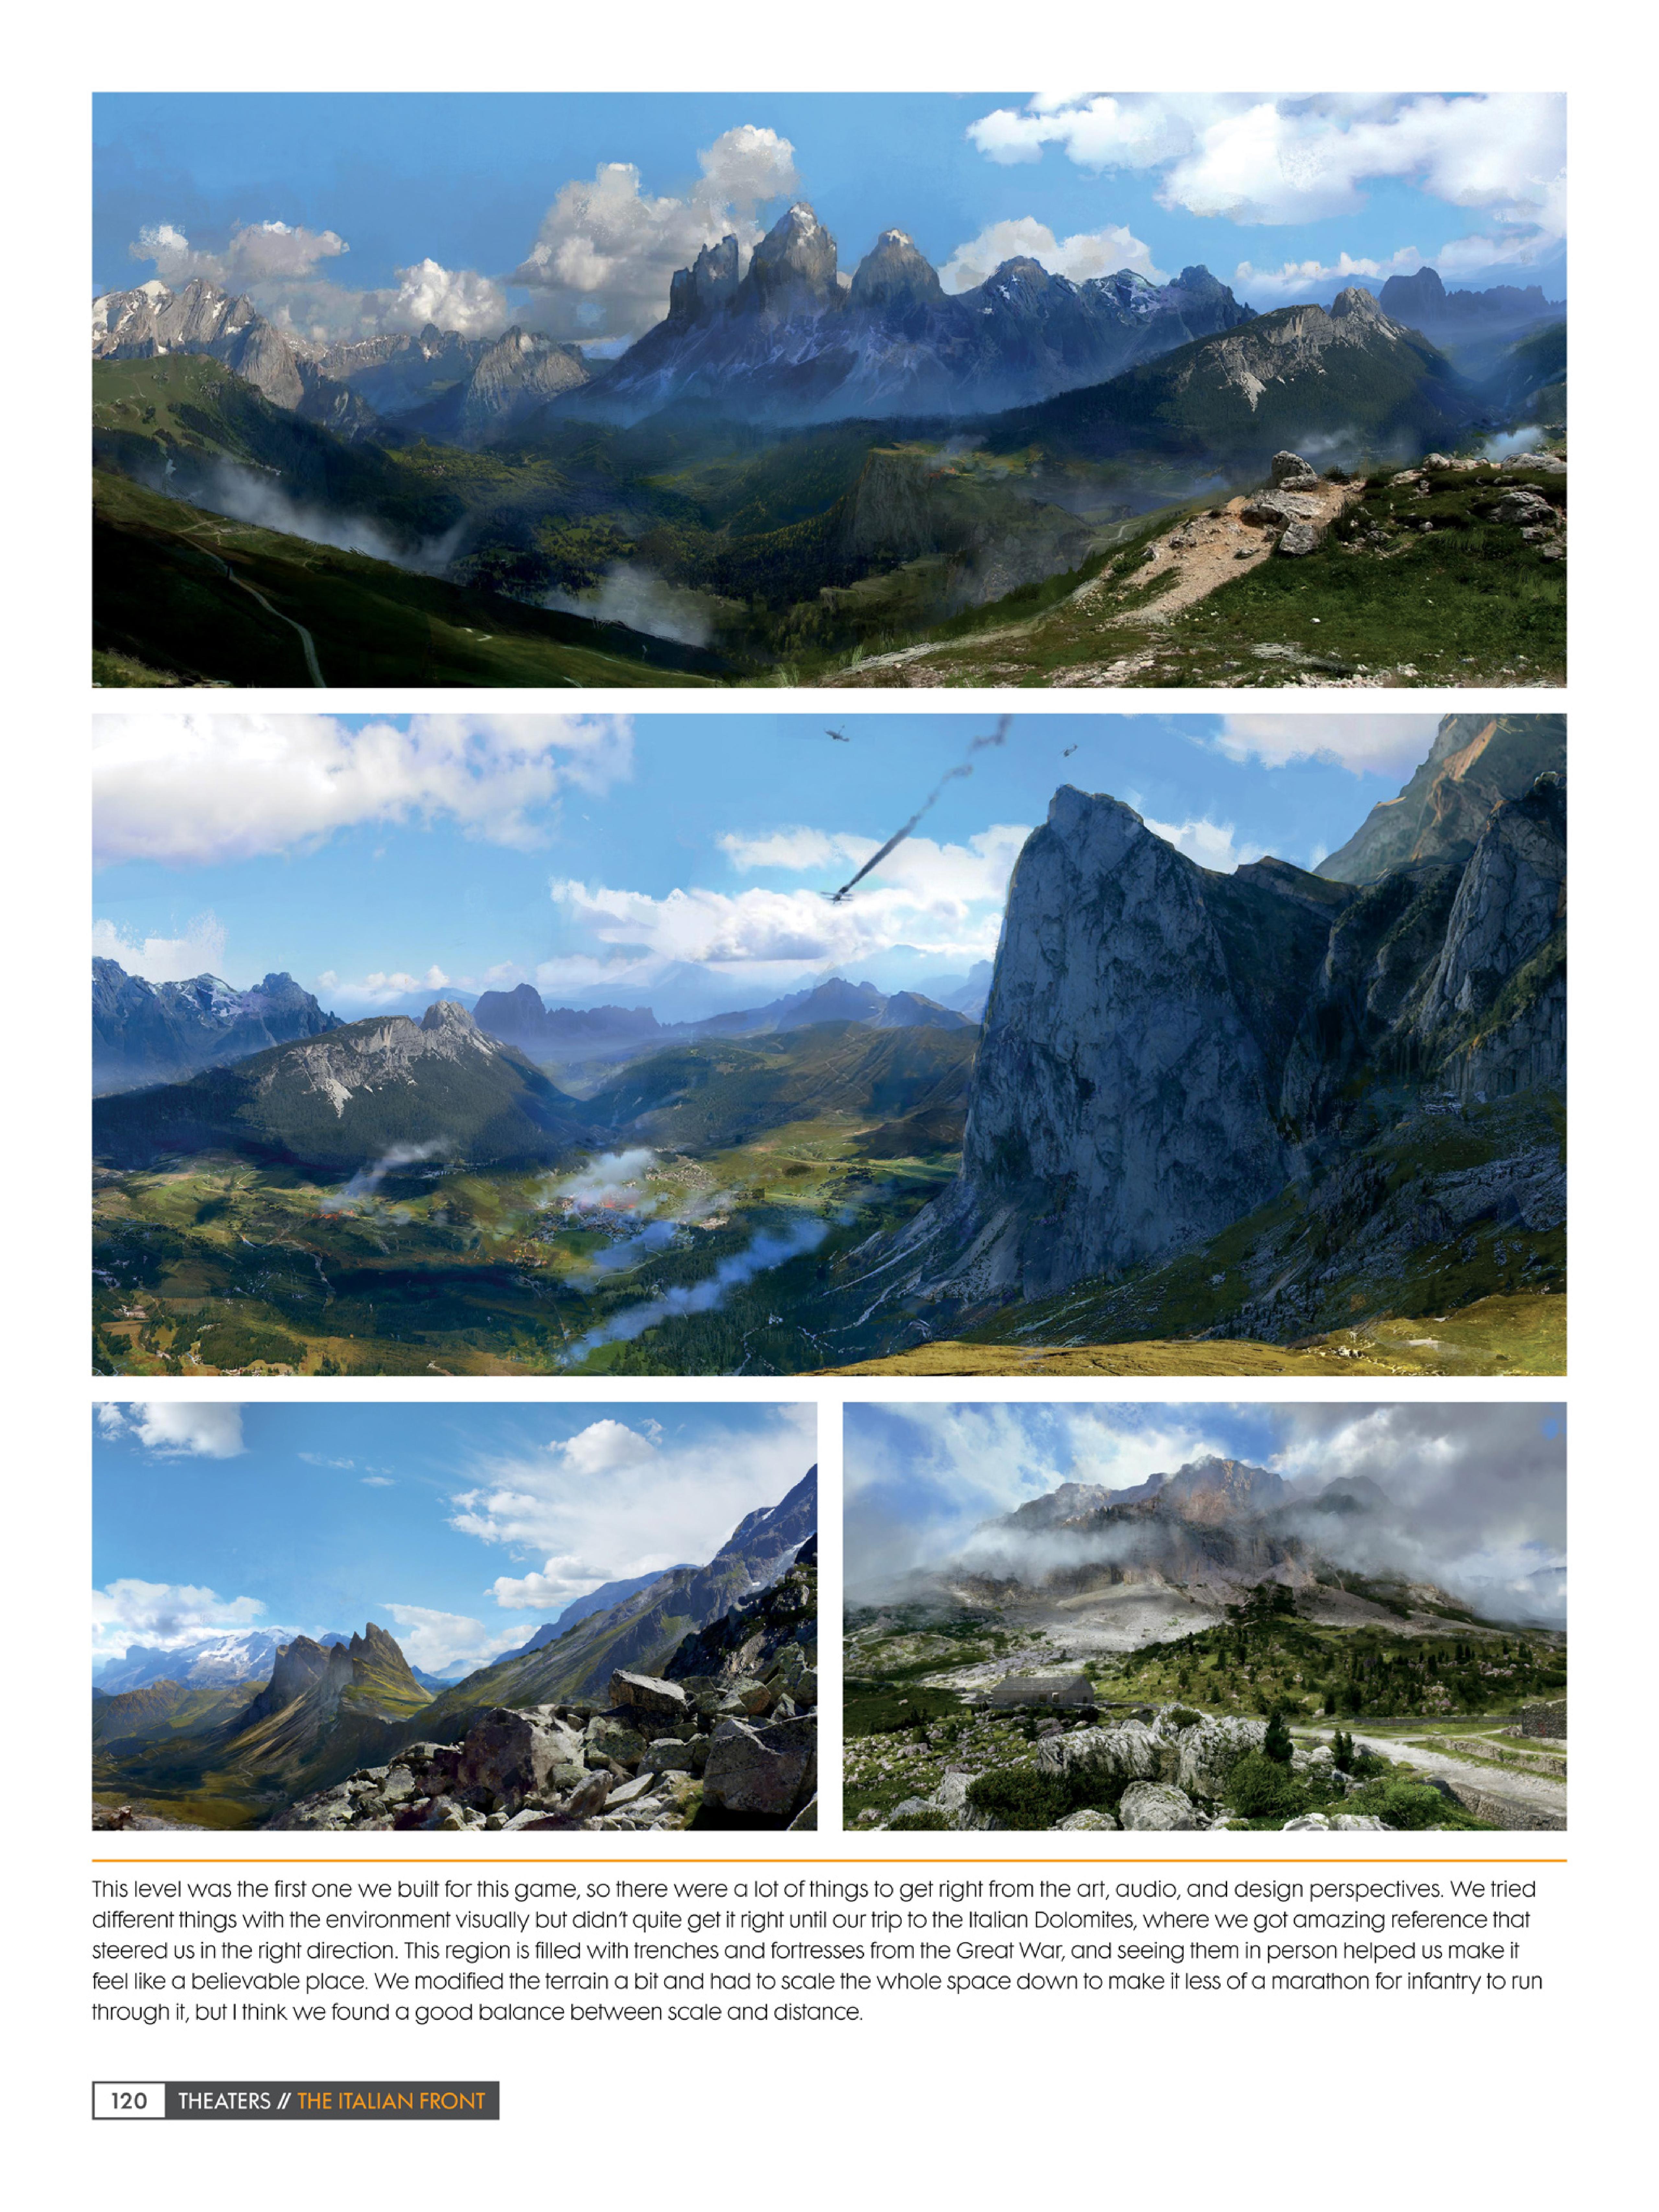 This level was the first one we built for this game, so there were a lot of things to get right from the art, audio, and design perspectives. We tried
different things with the environment visually but didn't quite get it right until our trip to the Italian Dolomites, where we got amazing reference that
steered us in the right direction. This region is filled with trenches and fortresses from the Great War, and seeing them in person helped us make it
feel like a believable place. We modified the terrain a bit and had to scale the whole space down to make it less of a marathon for infantry to run
through it, but I think we found a good balance between scale and distance.
120 THEATERS // THE ITALIAN FRONT